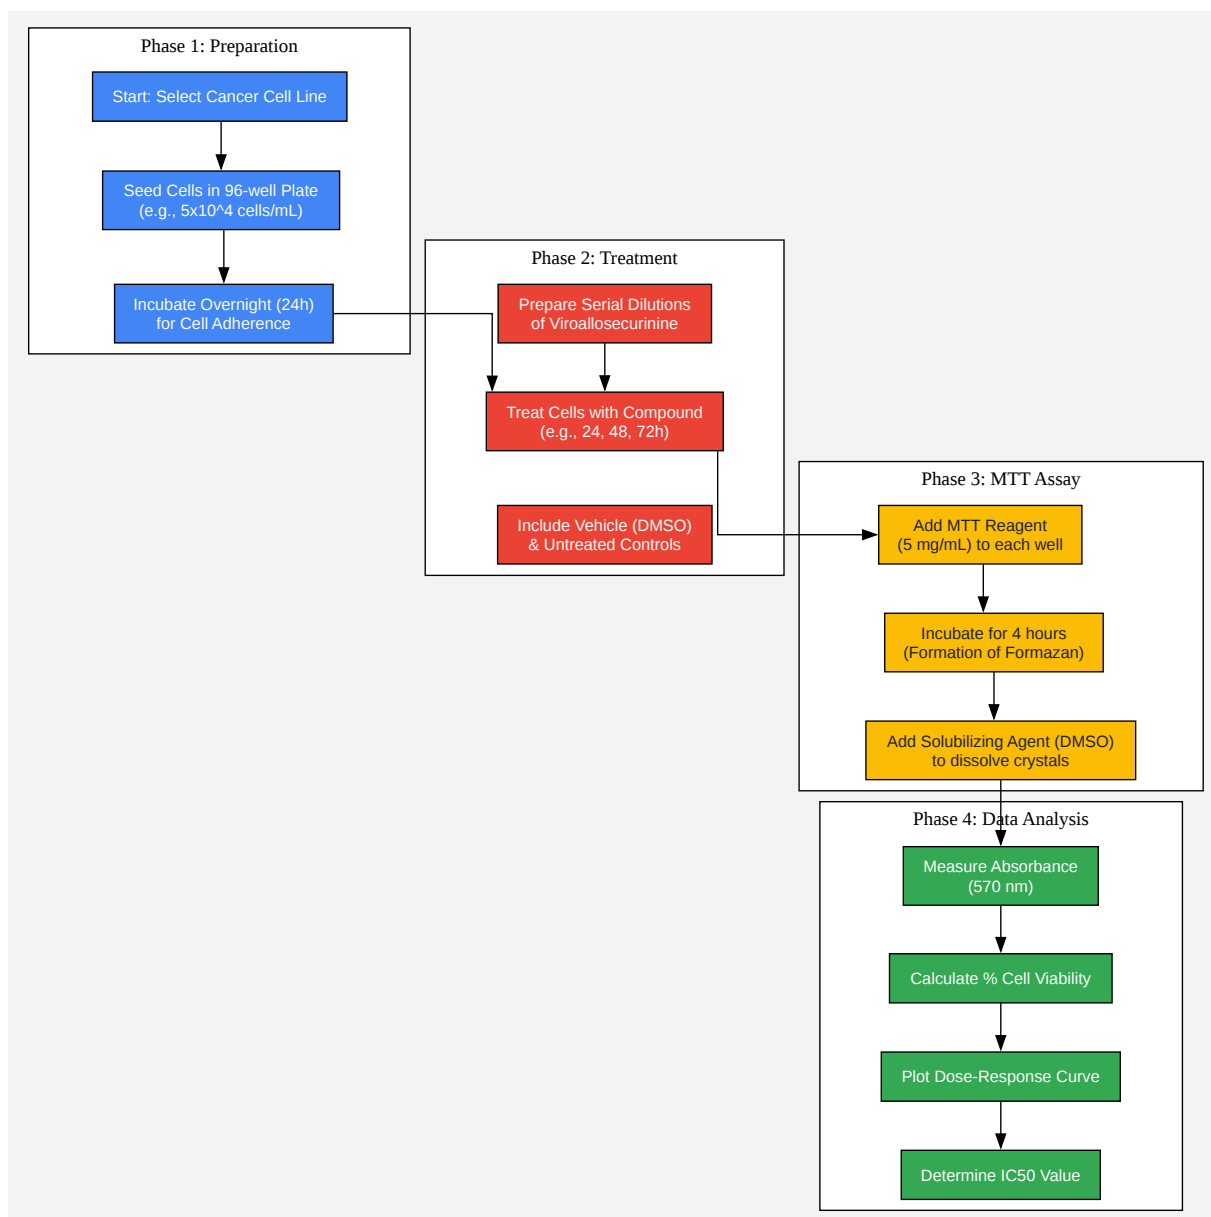 Phase 1: Preparation
Start: Select Cancer Cell Line
Seed Cells in 96-well Plate
(e.g., 5x10^4 cells/mL)
Incubate Overnight (24h)
for Cell Adherence
Phase 2: Treatment
Prepare Serial Dilutions
of Viroallosecurinine
Treat Cells with Compound
(e.g., 24, 48, 72h)
Include Vehicle (DMSO)
& Untreated Controls
Phase 3: MTT Assay
Add MTT Reagent
(5 mg/mL) to each well
Incubate for 4 hours
(Formation of Formazan)
Add Solubilizing Agent (DMSO)
to dissolve crystals
Phase 4: Data Analysis
Measure Absorbance
(570 nm)
Calculate % Cell Viability
Plot Dose-Response Curve
Determine IC50 Value